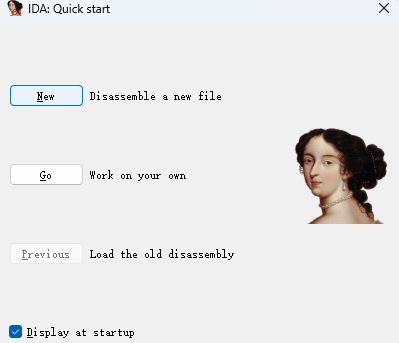 IDA: Quick start
New Disassemble a new file
Go Work on your own
Previous Load the old disassembly
Display at startup